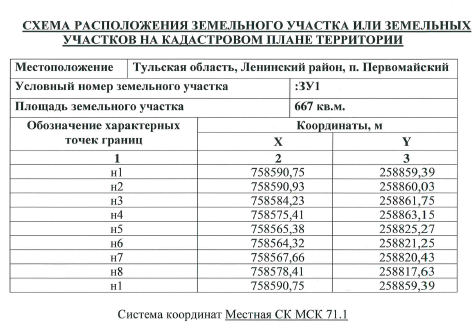 СХЕМА РАСПОЛОЖЕНИЯ ЗЕМЕЛЬНОГО УЧАСТКА ИЛИ ЗЕМЕЛЬНЫХ
УЧАСТКОВ НА КАДАСТРОВОМ ПЛАНЕ ТЕРРИТОРИИ
Местоположение Тульская область, Ленинский район, п. Первомайский
Условный номер земельного участка :ЗУ1
Площадь земельного участка 667 кв.м.
Обозначение характерных точек границ Координаты, м
X Y
1 2 3
н1 758590,75 258859,39
н2 758590,93 258860,03
н3 758584,23 258861,75
н4 758575,41 258863,15
н5 758565,38 258825,27
н6 758564,32 258821,25
н7 758567,66 258820,43
н8 758578,41 258817,63
н1 758590,75 258859,39
Система координат Местная СК МСК 71.1